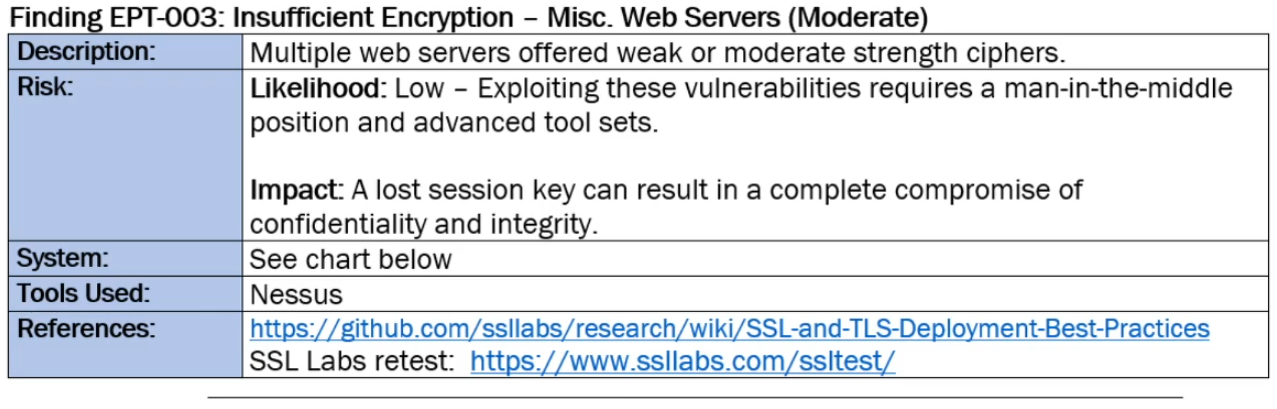 Finding EPT-003: Insufficient Encryption – Misc. Web Servers (Moderate)
Description: Multiple web servers offered weak or moderate strength ciphers.
Risk: Likelihood: Low – Exploiting these vulnerabilities requires a man-in-the-middle
position and advanced tool sets.
Impact: A lost session key can result in a complete compromise of
confidentiality and integrity.
System: See chart below
Tools Used: Nessus
References: https://github.com/ssllabs/research/wiki/SSL-and-TLS-Deployment-Best-Practices
SSL Labs retest: https://www.ssllabs.com/ssltest/